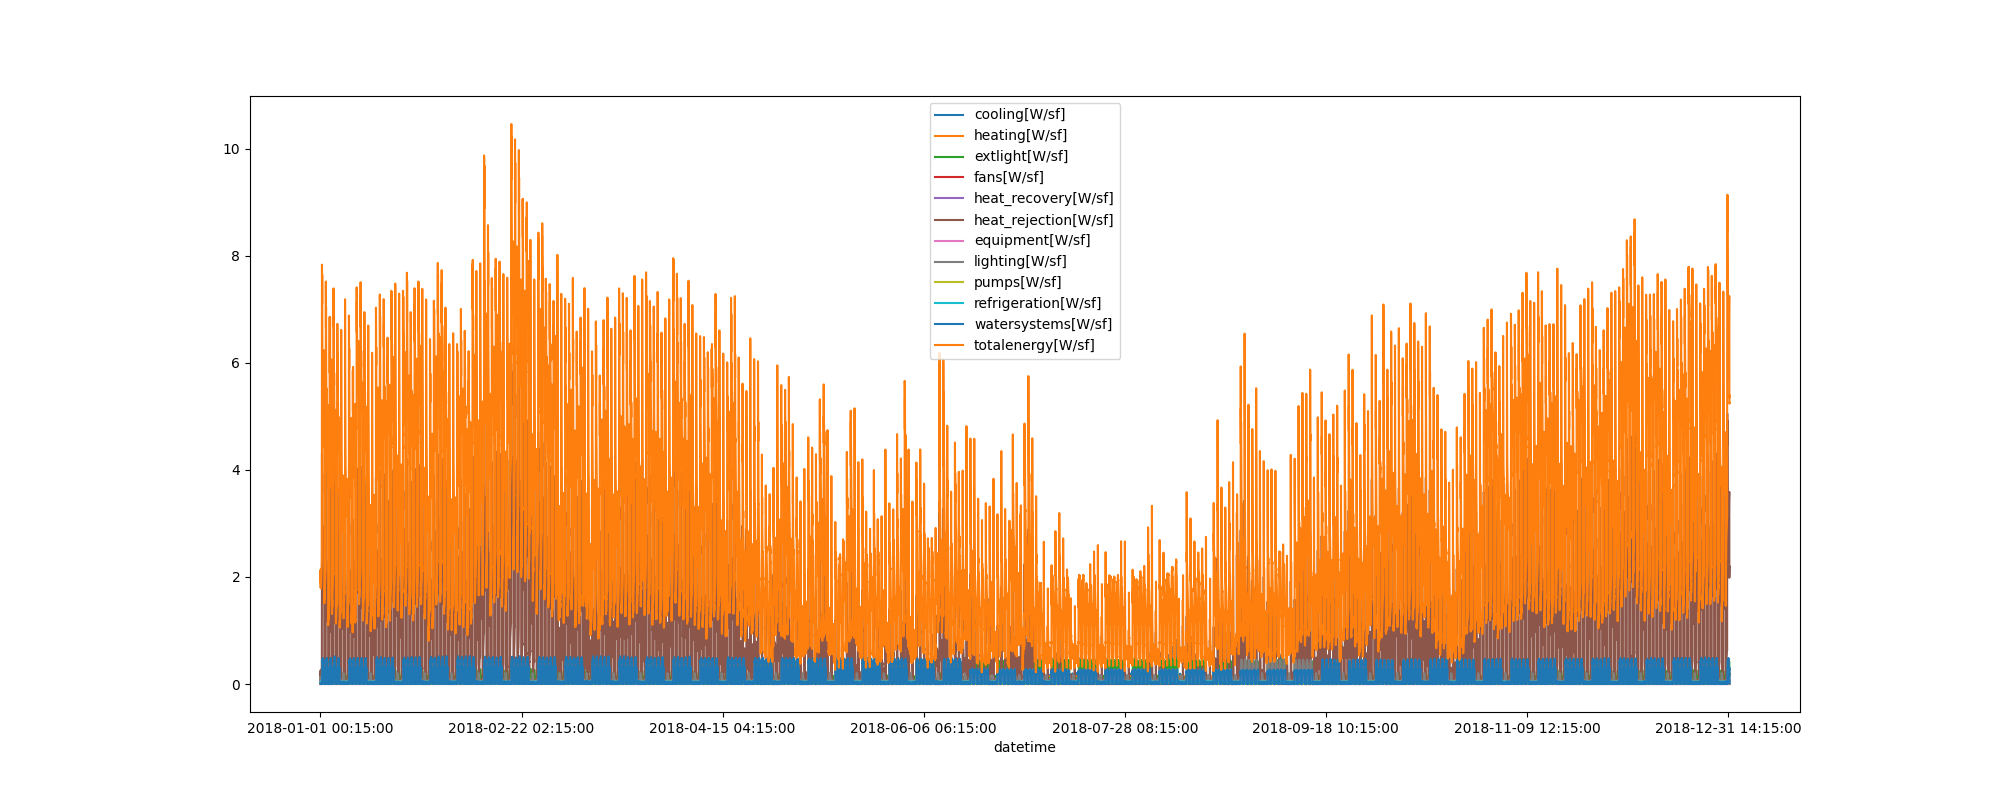 cooling[W/sf]
heating[W/sf]
extlight[W/sf]
fans[W/sf]
heat_recovery[W/sf]
heat_rejection[W/sf]
equipment[W/sf]
lighting[W/sf]
pumps[W/sf]
refrigeration[W/sf]
watersystems[W/sf]
totalenergy[W/sf]
10
8
6
4
2
0
2018-01-01 00:15:00 2018-02-22 02:15:00 2018-04-15 04:15:00 2018-06-06 06:15:00 2018-07-28 08:15:00 2018-09-18 10:15:00 2018-11-09 12:15:00 2018-12-31 14:15:00
datetime